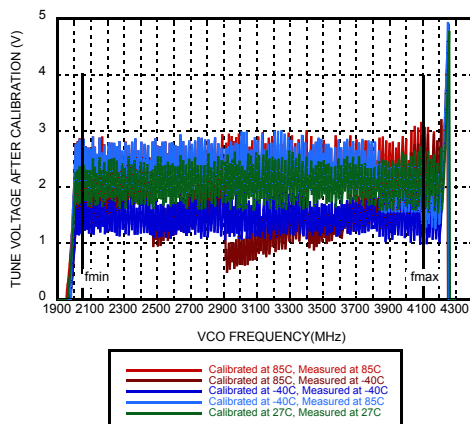 TUNE VOLTAGE AFTER CALIBRATION (V)
5
4
3
2
1
0
fmin
fmax
1900 2100 2300 2500 2700 2900 3100 3300 3500 3700 3900 4100 4300
VCO FREQUENCY(MHz)
Calibrated at 85C, Measured at 85C
Calibrated at 85C, Measured at -40C
Calibrated at -40C, Measured at -40C
Calibrated at -40C, Measured at 85C
Calibrated at 27C, Measured at 27C